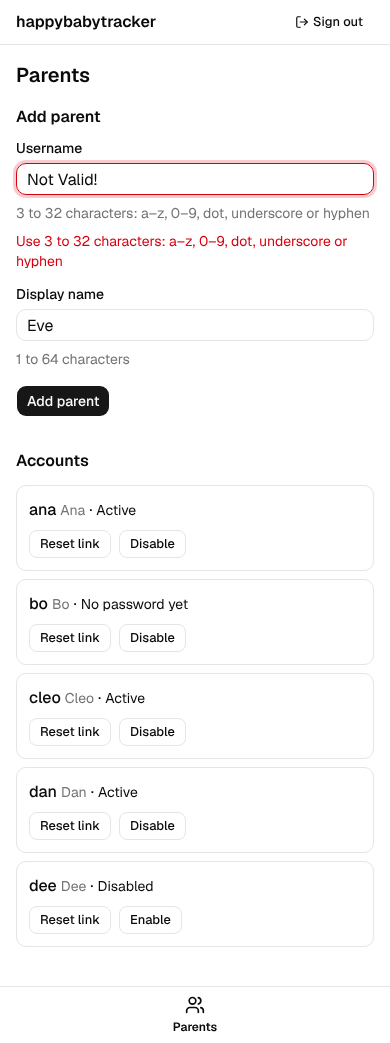 happybabytracker
Sign out
Parents
Add parent
Username
Not Valid!
3 to 32 characters: a–z, 0–9, dot, underscore or hyphen
Use 3 to 32 characters: a–z, 0–9, dot, underscore or
hyphen
Display name
Eve
1 to 64 characters
Add parent
Accounts
ana Ana · Active
Reset link Disable
bo Bo · No password yet
Reset link Disable
cleo Cleo · Active
Reset link Disable
dan Dan · Active
Reset link Disable
dee Dee · Disabled
Reset link Enable
Parents